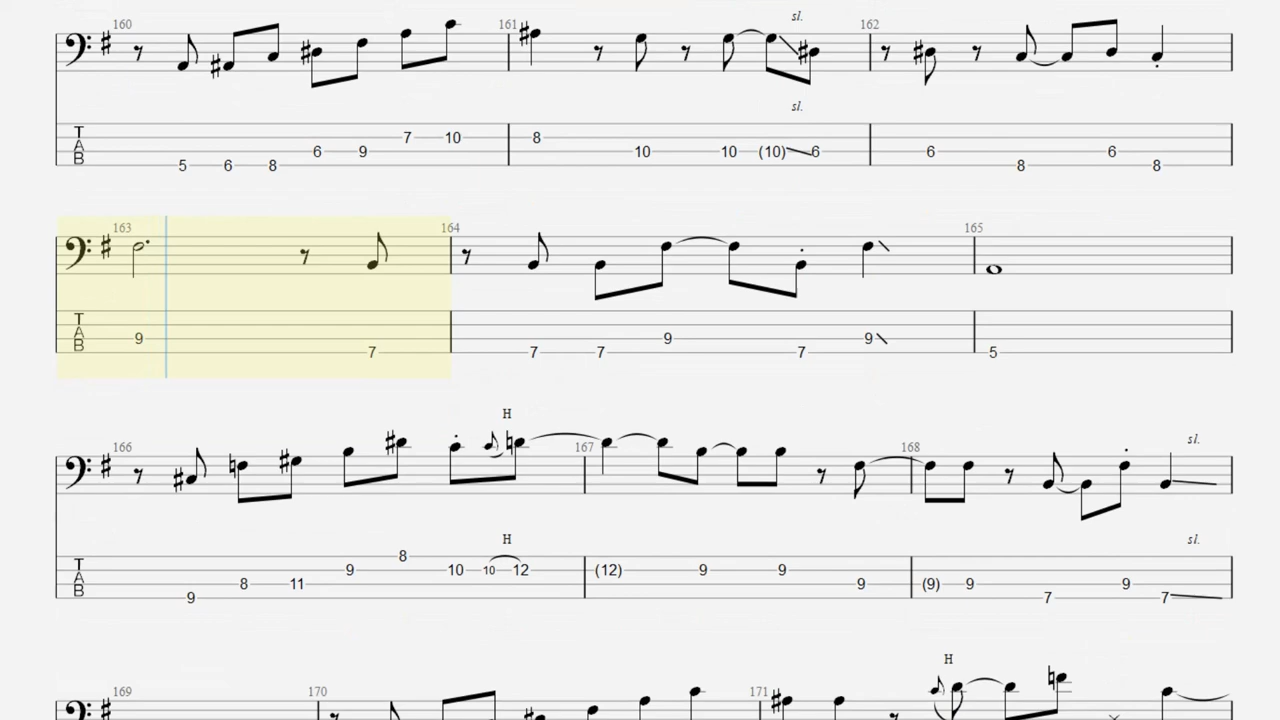 160 161 sl. 162
sl.
T A B 5 6 8 6 9 7 10 8 10 10 (10) 6 6 8 6 8
163 164 165
T A B 9 7 7 7 9 7 9 5
H
166 167 168 sl.
H sl.
T A B 9 8 11 9 8 10 10 12 (12) 9 9 9 (9) 9 7 9 7
H
169 170 171